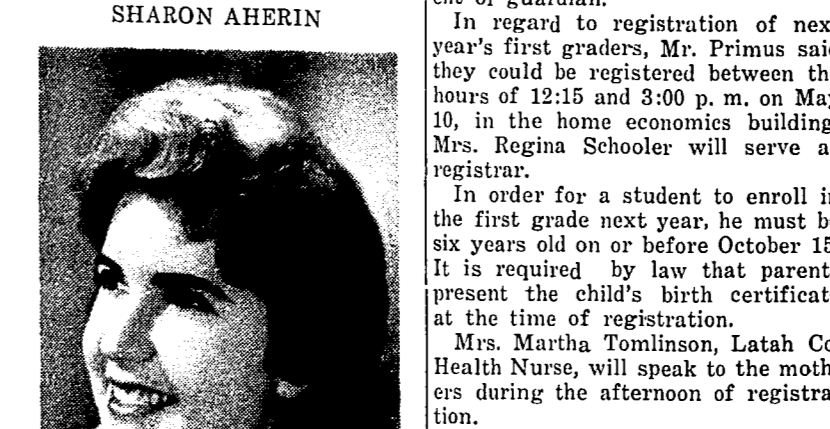 SHARON AHERIN
of guardian.
In regard to registration of nex
year's first graders, Mr. Primus said
they could be registered between th
hours of 12:15 and 3:00 p. m. on May
10, in the home economics building
Mrs. Regina Schooler will serve a
registrar.
In order for a student to enroll in
the first grade next year, he must b
six years old on or before October 15
It is required by law that parent
present the child's birth certificat
at the time of registration.
Mrs. Martha Tomlinson, Latah Co
Health Nurse, will speak to the moth
ers during the afternoon of registra
tion.